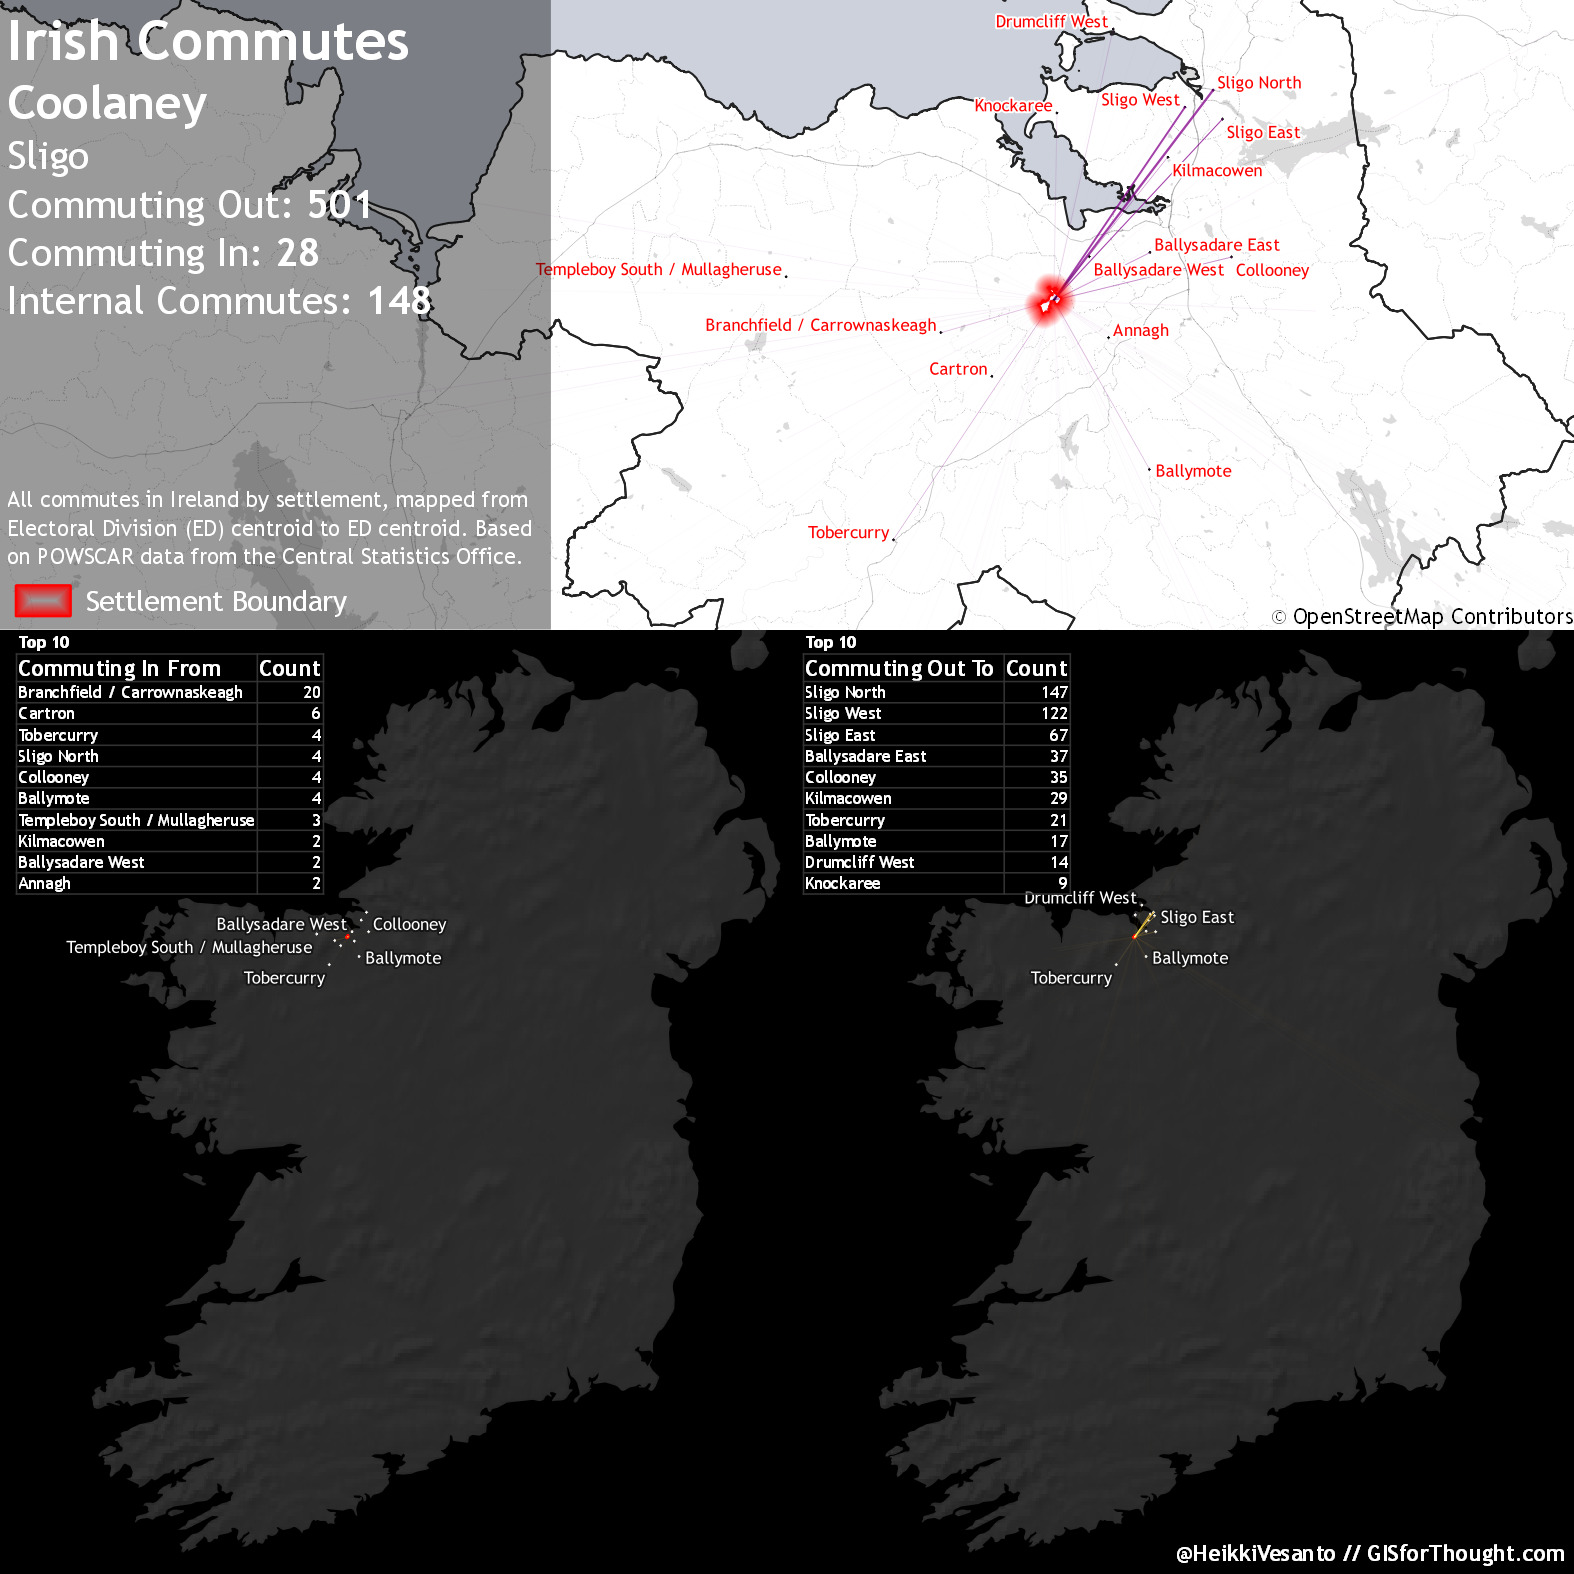 Irish Commutes
Coolaney
Sligo
Commuting Out: 501
Commuting In: 28
Internal Commutes: 148
All commutes in Ireland by settlement, mapped from
Electoral Division (ED) centroid to ED centroid. Based
on POWSCAR data from the Central Statistics Office.
Settlement Boundary
Drumcliff West
Sligo North
Sligo West
Knockaree
Sligo East
Kilmacowen
Ballysadare East
Templeboy South / Mullagheruse
Ballysadare West
Collooney
Branchfield / Carrownaskeagh
Annagh
Cartron
Ballymote
Tobercurry
© OpenStreetMap Contributors
Top 10
Commuting In From Count
Branchfield / Carrownaskeagh 20
Cartron 6
Tobercurry 4
Sligo North 4
Collooney 4
Ballymote 4
Templeboy South / Mullagheruse 3
Kilmacowen 2
Ballysadare West 2
Annagh 2
Ballysadare West
Collooney
Templeboy South / Mullagheruse
Ballymote
Tobercurry
Top 10
Commuting Out To Count
Sligo North 147
Sligo West 122
Sligo East 67
Ballysadare East 37
Collooney 35
Kilmacowen 29
Tobercurry 21
Ballymote 17
Drumcliff West 14
Knockaree 9
Drumcliff West
Sligo East
Ballymote
Tobercurry
@HeikkiVesanto // GISforThought.com